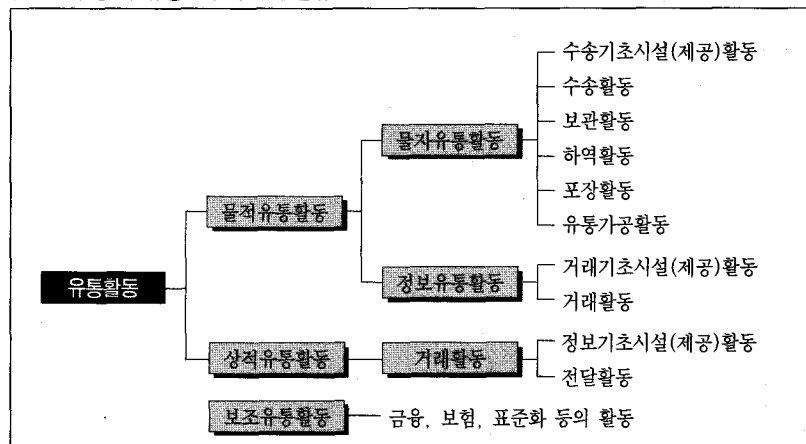 수송기초시설(제공)활동
수송활동
보관활동
물자유통활동
하역활동
포장활동
물적유통활동
유통가공활동
거래기초시설(제공)활동
유통활동
정보유통활동
거래활동
정보기초시설(제공)활동
상적유통활동
거래활동
전달활동
보조유통활동
금융, 보험, 표준화 등의 활동